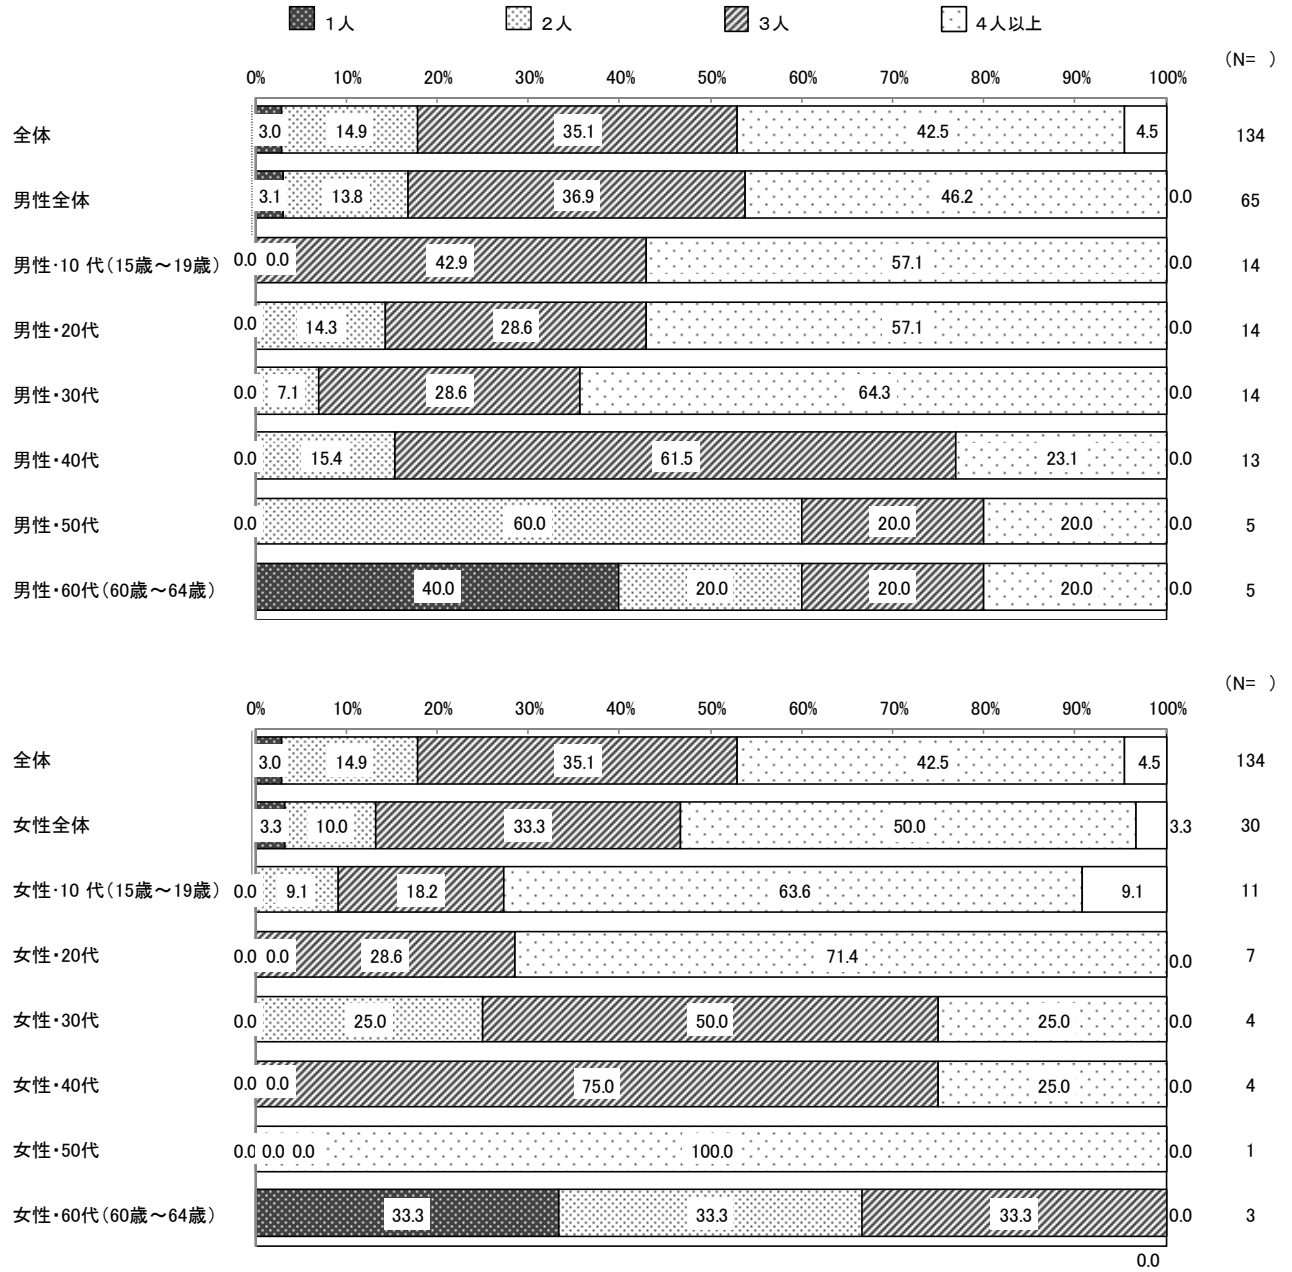 １人 ２人 ３人 ４人以上
（N= ）
0% 10% 20% 30% 40% 50% 60% 70% 80% 90% 100%
全体 3.0 14.9 35.1 42.5 4.5 134
男性全体 3.1 13.8 36.9 46.2 0.0 65
男性・10 代（15歳～19歳） 0.0 0.0 42.9 57.1 0.0 14
男性・20代 0.0 14.3 28.6 57.1 0.0 14
男性・30代 0.0 7.1 28.6 64.3 0.0 14
男性・40代 0.0 15.4 61.5 23.1 0.0 13
男性・50代 0.0 60.0 20.0 20.0 0.0 5
男性・60代（60歳～64歳） 40.0 20.0 20.0 20.0 0.0 5
（N= ）
0% 10% 20% 30% 40% 50% 60% 70% 80% 90% 100%
全体 3.0 14.9 35.1 42.5 4.5 134
女性全体 3.3 10.0 33.3 50.0 3.3 30
女性・10 代（15歳～19歳） 0.0 9.1 18.2 63.6 9.1 11
女性・20代 0.0 0.0 28.6 71.4 0.0 7
女性・30代 0.0 25.0 50.0 25.0 0.0 4
女性・40代 0.0 0.0 75.0 25.0 0.0 4
女性・50代 0.0 0.0 0.0 100.0 0.0 1
女性・60代（60歳～64歳） 33.3 33.3 33.3 0.0 3
0.0